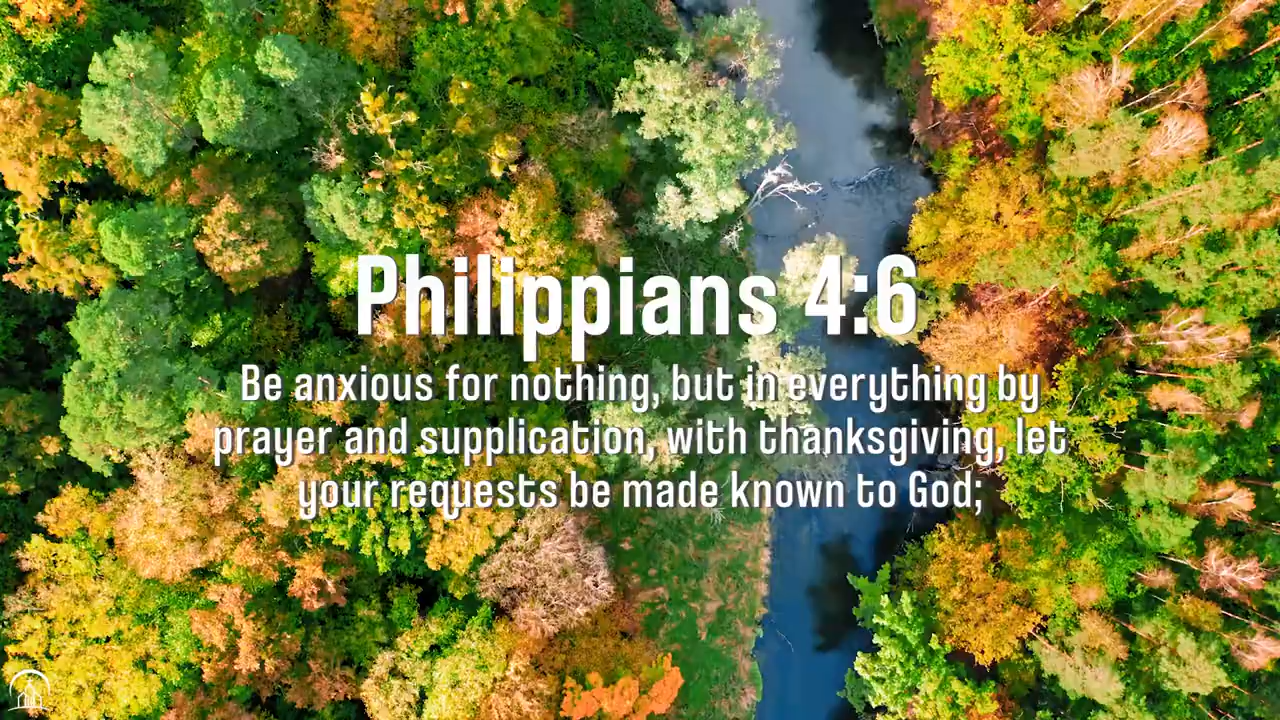 Philippians 4:6
Be anxious for nothing, but in everything by
prayer and supplication, with thanksgiving, let
your requests be made known to God;